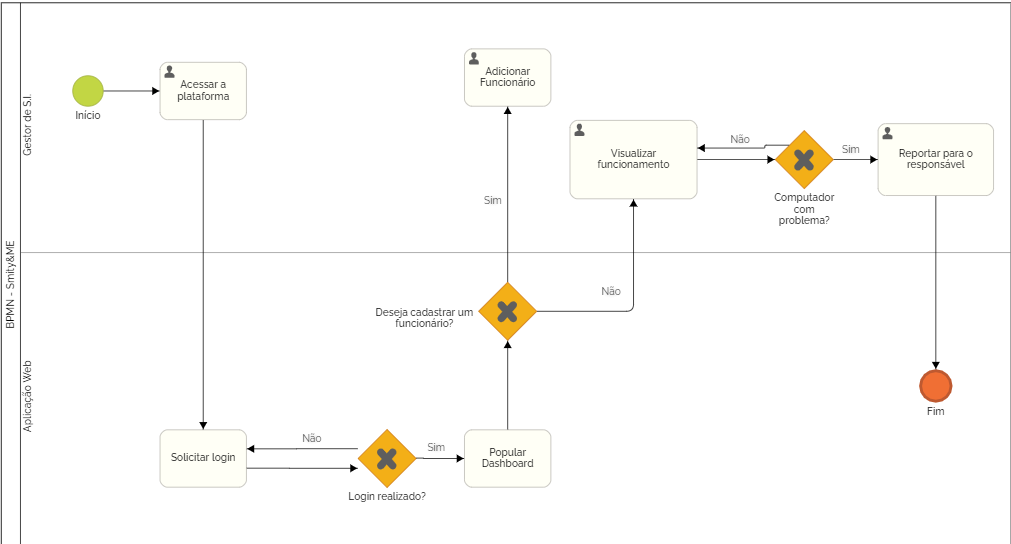 BPMN - Smity&ME
Gestor de S.I.
Início
Acessar a
plataforma
Adicionar
Funcionário
Visualizar
funcionamento
Não
Computador
com
problema?
Sim
Reportar para o
responsável
Sim
Aplicação Web
Deseja cadastrar um
funcionário?
Não
Fim
Solicitar login
Não
Login realizado?
Sim
Popular
Dashboard